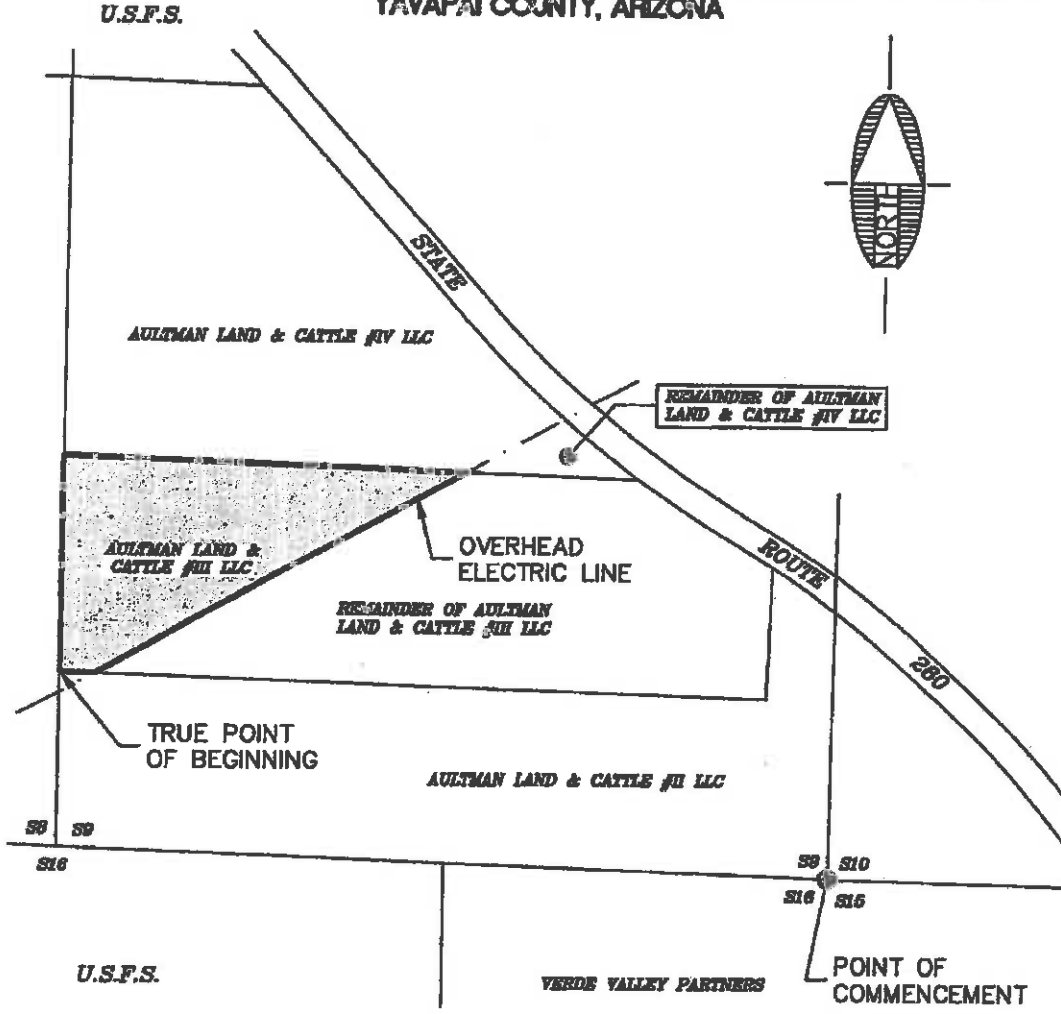 U.S.F.S.
YAVAPAI COUNTY, ARIZONA
NORTH
STATE
AULTMAN LAND & CATTLE #IV LLC
REMAINDER OF AULTMAN
LAND & CATTLE #IV LLC
AULTMAN LAND &
CATTLE #III LLC
OVERHEAD
ELECTRIC LINE
ROUTE
REMAINDER OF AULTMAN
LAND & CATTLE #III LLC
260
TRUE POINT
OF BEGINNING
AULTMAN LAND & CATTLE #II LLC
S8 S9
S16
S9 S10
S16 S15
U.S.F.S.
VERDE VALLEY PARTNERS
POINT OF
COMMENCEMENT